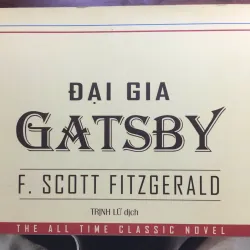 ĐẠI GIA
GATSBY
F. SCOTT FITZGERALD
TRỊNH LỮ dịch
THE ALL TIME CLASSIC NOVEL